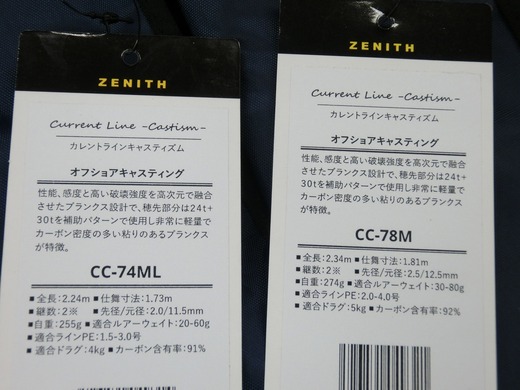 ZENITH
Current Line -Castism-
カレントラインキャスティズム
オフショアキャスティング
性能、感度と高い破壊強度を高次元で融合
させたブランクス設計で、穂先部分は24t+
30tを補助パターンで使用し非常に軽量で
カーボン密度の多い粘りのあるブランクス
が特徴。
CC-74ML
■全長:2.24m ■仕舞寸法:1.73m
■継数:2※ ■先径/元径:2.0/11.5mm
■自重:255g ■適合ルアーウェイト:20-60g
■適合ラインPE:1.5-3.0号
■適合ドラグ:4kg ■カーボン含有率:91%
ZENITH
Current Line -Castism-
カレントラインキャスティズム
オフショアキャスティング
性能、感度と高い破壊強度を高次元で融合
させたブランクス設計で、穂先部分は24t+
30tを補助パターンで使用し非常に軽量で
カーボン密度の多い粘りのあるブランクス
が特徴。
CC-78M
■全長:2.34m ■仕舞寸法:1.81m
■継数:2※ ■先径/元径:2.5/12.5mm
■自重:274g ■適合ルアーウェイト:30-80g
■適合ラインPE:2.0-4.0号
■適合ドラグ:5kg ■カーボン含有率:92%